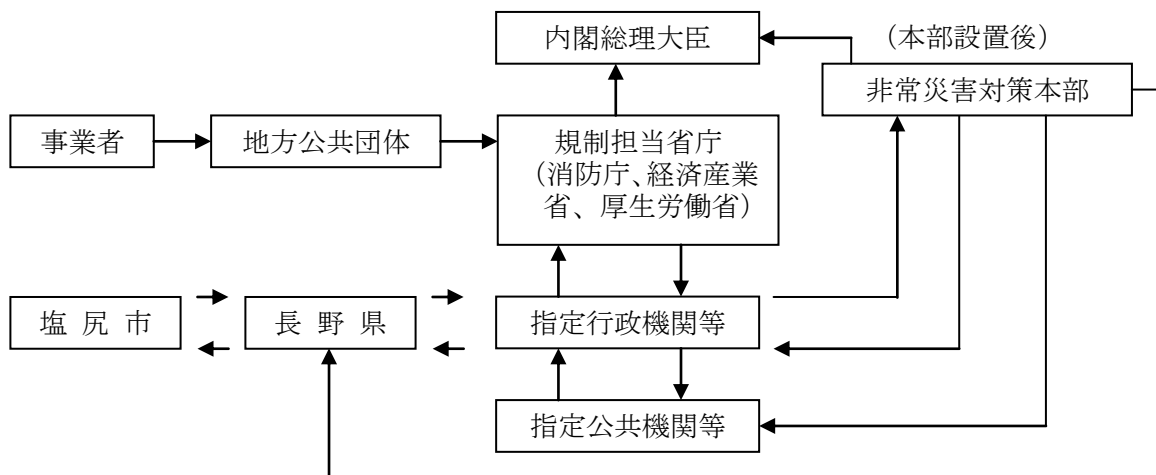 内閣総理大臣
（本部設置後）
非常災害対策本部
事業者
地方公共団体
規制担当省庁
（消防庁、経済産業
省、厚生労働省）
塩 尻 市
長 野 県
指定行政機関等
指定公共機関等